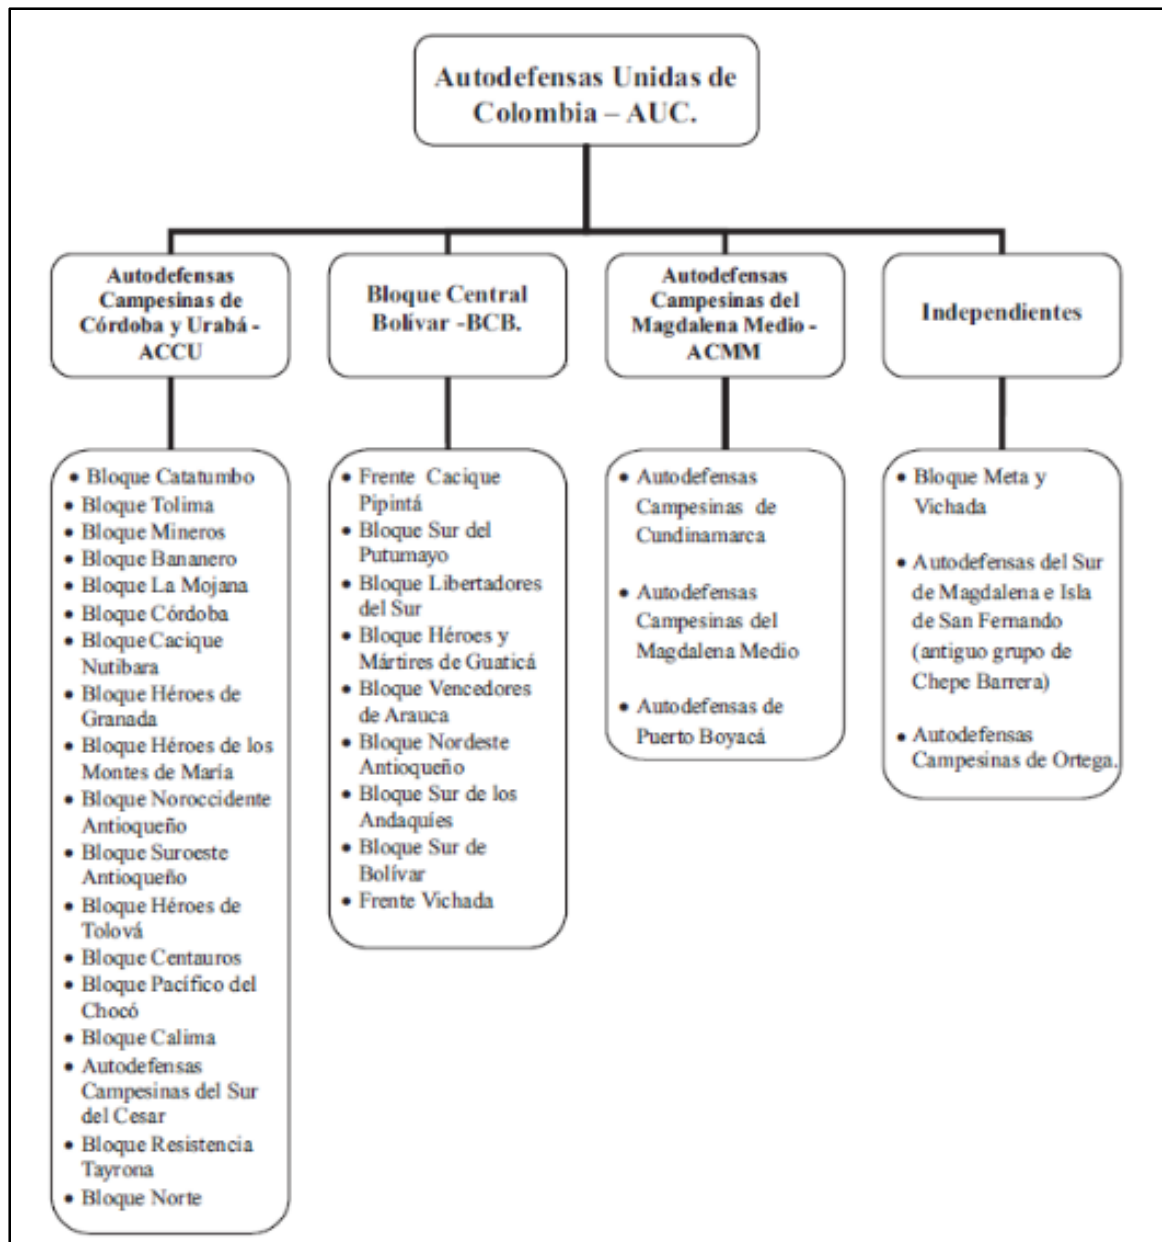 Autodefensas Unidas de
Colombia – AUC.
Autodefensas
Campesinas de
Córdoba y Urabá -
ACCU
• Bloque Catatumbo
• Bloque Tolima
• Bloque Mineros
• Bloque Bananero
• Bloque La Mojana
• Bloque Córdoba
• Bloque Cacique
Nutibara
• Bloque Héroes de
Granada
• Bloque Héroes de los
Montes de María
• Bloque Noroccidente
Antioqueño
• Bloque Suroeste
Antioqueño
• Bloque Héroes de
Tolová
• Bloque Centauros
• Bloque Pacífico del
Chocó
• Bloque Calima
• Autodefensas
Campesinas del Sur
del Cesar
• Bloque Resistencia
Tayrona
• Bloque Norte
Bloque Central
Bolívar -BCB.
• Frente Cacique
Pipintá
• Bloque Sur del
Putumayo
• Bloque Libertadores
del Sur
• Bloque Héroes y
Mártires de Guaticá
• Bloque Vencedores
de Arauca
• Bloque Nordeste
Antioqueño
• Bloque Sur de los
Andaquíes
• Bloque Sur de
Bolívar
• Frente Vichada
Autodefensas
Campesinas del
Magdalena Medio -
ACMM
• Autodefensas
Campesinas de
Cundinamarca
• Autodefensas
Campesinas del
Magdalena Medio
• Autodefensas de
Puerto Boyacá
Independientes
• Bloque Meta y
Vichada
• Autodefensas del Sur
de Magdalena e Isla
de San Fernando
(antiguo grupo de
Chepe Barrera)
• Autodefensas
Campesinas de Ortega.